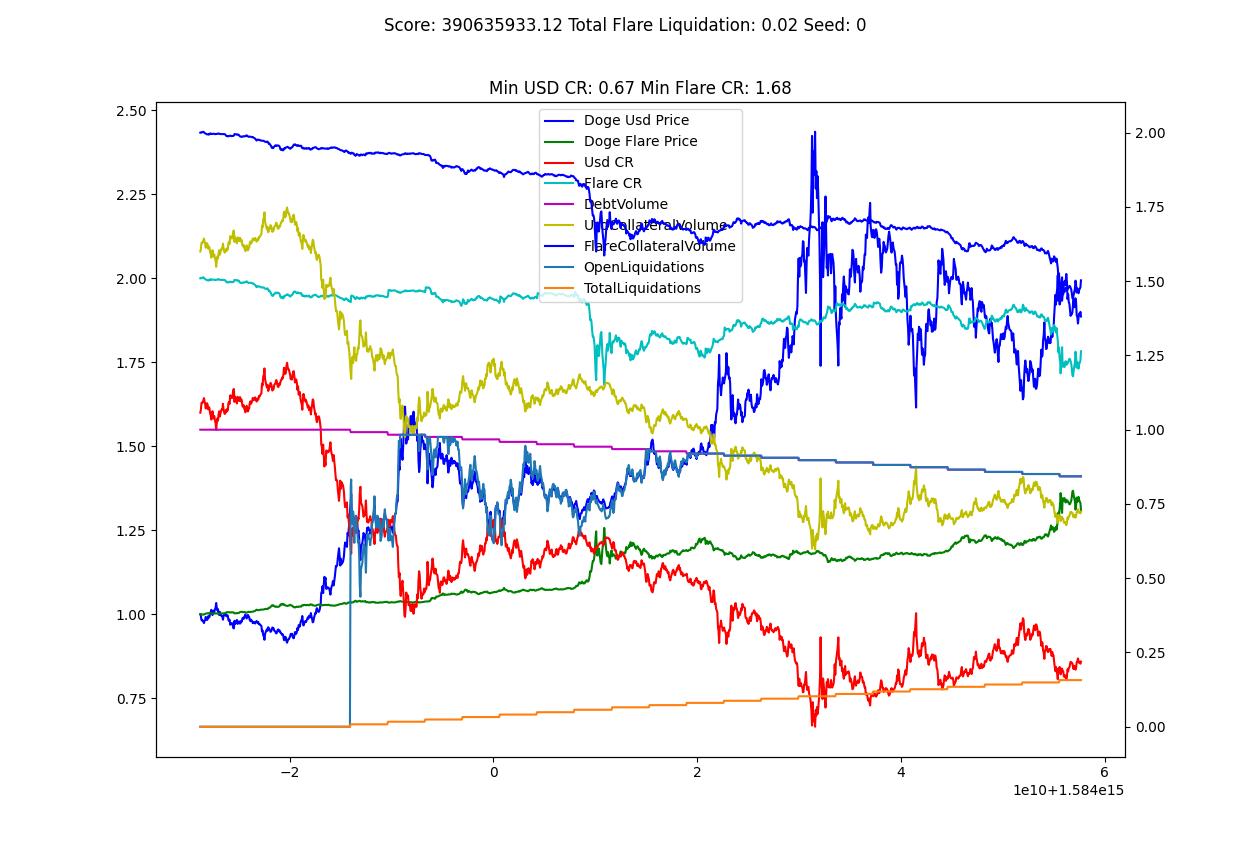 Score: 390635933.12 Total Flare Liquidation: 0.02 Seed: 0
Min USD CR: 0.67 Min Flare CR: 1.68
2.50
2.25
2.00
1.75
1.50
1.25
1.00
0.75
Doge Usd Price
Doge Flare Price
Usd CR
Flare CR
DebtVolume
UsdCollateralVolume
FlareCollateralVolume
OpenLiquidations
TotalLiquidations
2.00
1.75
1.50
1.25
1.00
0.75
0.50
0.25
0.00
−2
0
2
4
6
1e10+1.584e15